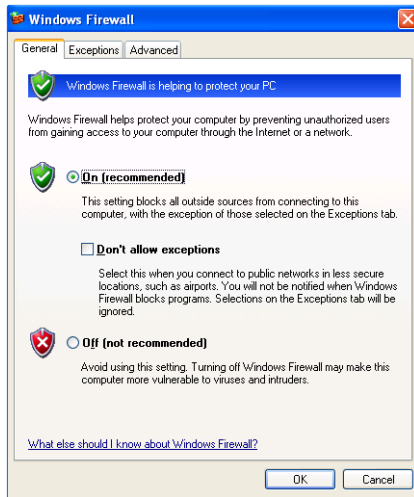 Windows Firewall
General Exceptions Advanced
Windows Firewall is helping to protect your PC
Windows Firewall helps protect your computer by preventing unauthorized users
from gaining access to your computer through the Internet or a network.
On (recommended)
This setting blocks all outside sources from connecting to this
computer, with the exception of those selected on the Exceptions tab.
Don't allow exceptions
Select this when you connect to public networks in less secure
locations, such as airports. You will not be notified when Windows
Firewall blocks programs. Selections on the Exceptions tab will be
ignored.
Off (not recommended)
Avoid using this setting. Turning off Windows Firewall may make this
computer more vulnerable to viruses and intruders.
What else should I know about Windows Firewall?
OK Cancel